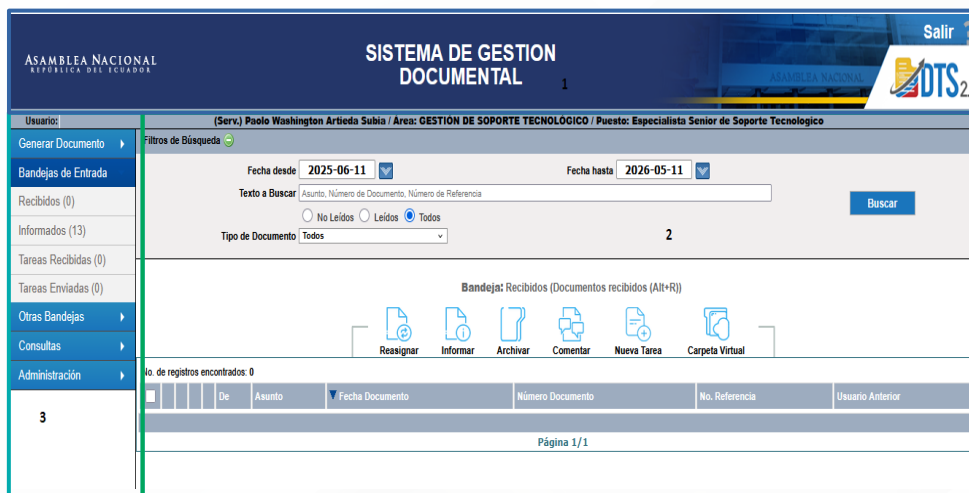 ASAMBLEA NACIONAL
REPÚBLICA DEL ECUADOR
SISTEMA DE GESTION
DOCUMENTAL
1
ASAMBLEA NACIONAL
Salir
DTS2.
Usuario:
(Serv.) Paolo Washington Artieda Subia / Área: GESTIÓN DE SOPORTE TECNOLÓGICO / Puesto: Especialista Senior de Soporte Tecnologico
Generar Documento
Bandejas de Entrada
Recibidos (0)
Informados (13)
Tareas Recibidas (0)
Tareas Enviadas (0)
Otras Bandejas
Consultas
Administración
3
Filtros de Búsqueda
Fecha desde 2025-06-11 Fecha hasta 2026-05-11
Texto a Buscar Asunto, Número de Documento, Número de Referencia
Buscar
No Leídos Leídos Todos
Tipo de Documento Todos
2
Bandeja: Recibidos (Documentos recibidos (Alt+R))
Reasignar Informar Archivar Comentar Nueva Tarea Carpeta Virtual
No. de registros encontrados: 0
De Asunto Fecha Documento Número Documento No. Referencia Usuario Anterior
Página 1/1